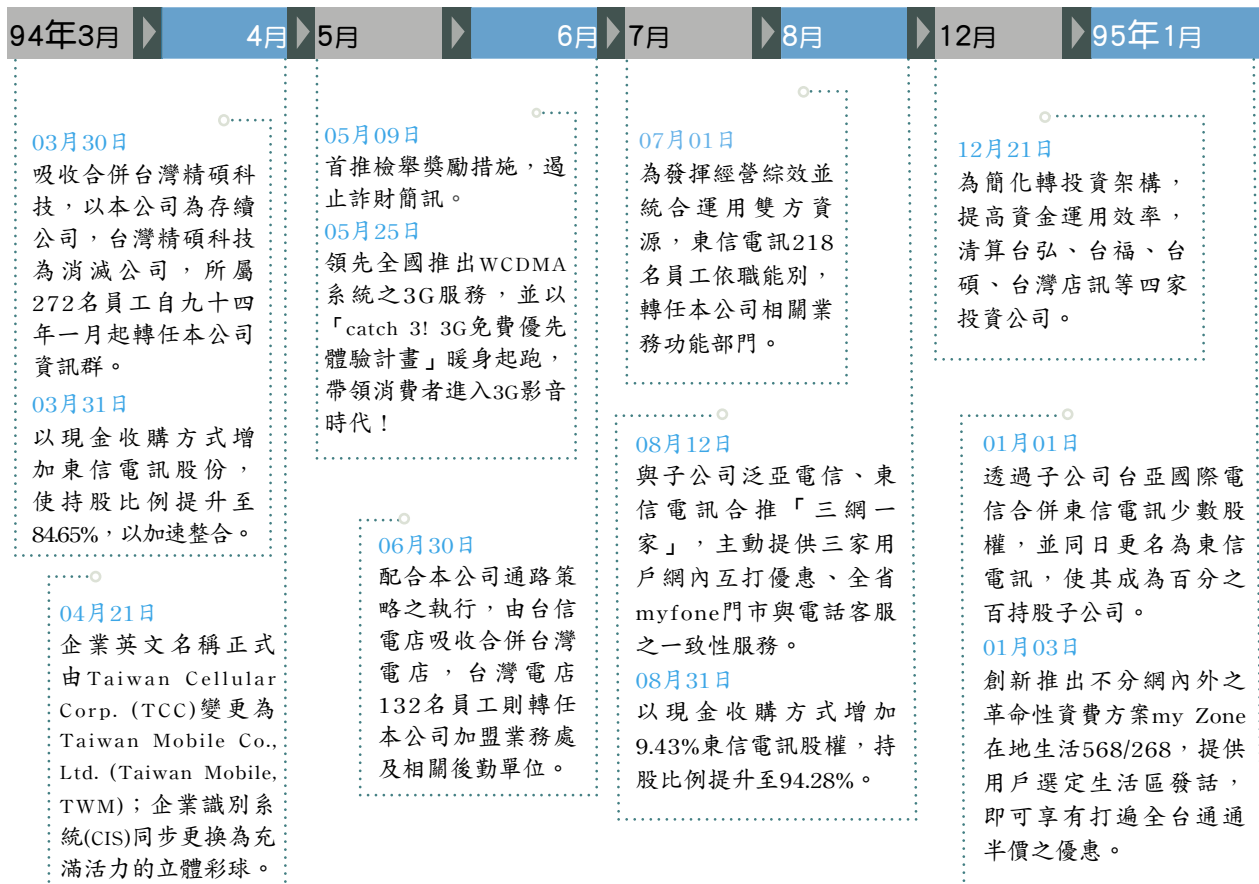 94年3月
4月
5月
6月
7月
8月
12月
95年1月
03月30日
吸收合併台灣精碩科
技，以本公司為存續
公司，台灣精碩科技
為消滅公司，所屬
272名員工自九十四
年一月起轉任本公司
資訊群。
03月31日
以現金收購方式增
加東信電訊股份，
使持股比例提升至
84.65%，以加速整合。
04月21日
企業英文名稱正式
由Taiwan Cellular
Corp. (TCC)變更為
Taiwan Mobile Co.,
Ltd. (Taiwan Mobile,
TWM)；企業識別系
統(CIS)同步更換為充
滿活力的立體彩球。
05月09日
首推檢舉獎勵措施，遏
止詐財簡訊。
05月25日
領先全國推出WCDMA
系統之3G服務，並以
「catch 3! 3G免費優先
體驗計畫」暖身起跑，
帶領消費者進入3G影音
時代！
06月30日
配合本公司通路策
略之執行，由台信
電店吸收合併台灣
電店，台灣電店
132名員工則轉任
本公司加盟業務處
及相關後勤單位。
07月01日
為發揮經營綜效並
統合運用雙方資
源，東信電訊218
名員工依職能別，
轉任本公司相關業
務功能部門。
08月12日
與子公司泛亞電信、東
信電訊合推「三網一
家」，主動提供三家用
戶網內互打優惠、全省
myfone門市與電話客服
之一致性服務。
08月31日
以現金收購方式增加
9.43%東信電訊股權，持
股比例提升至94.28%。
12月21日
為簡化轉投資架構，
提高資金運用效率，
清算台弘、台福、台
碩、台灣店訊等四家
投資公司。
01月01日
透過子公司台亞國際電
信合併東信電訊少數股
權，並同日更名為東信
電訊，使其成為百分之
百持股子公司。
01月03日
創新推出不分網內外之
革命性資費方案my Zone
在地生活568/268，提供
用戶選定生活區發話，
即可享有打遍全台通通
半價之優惠。